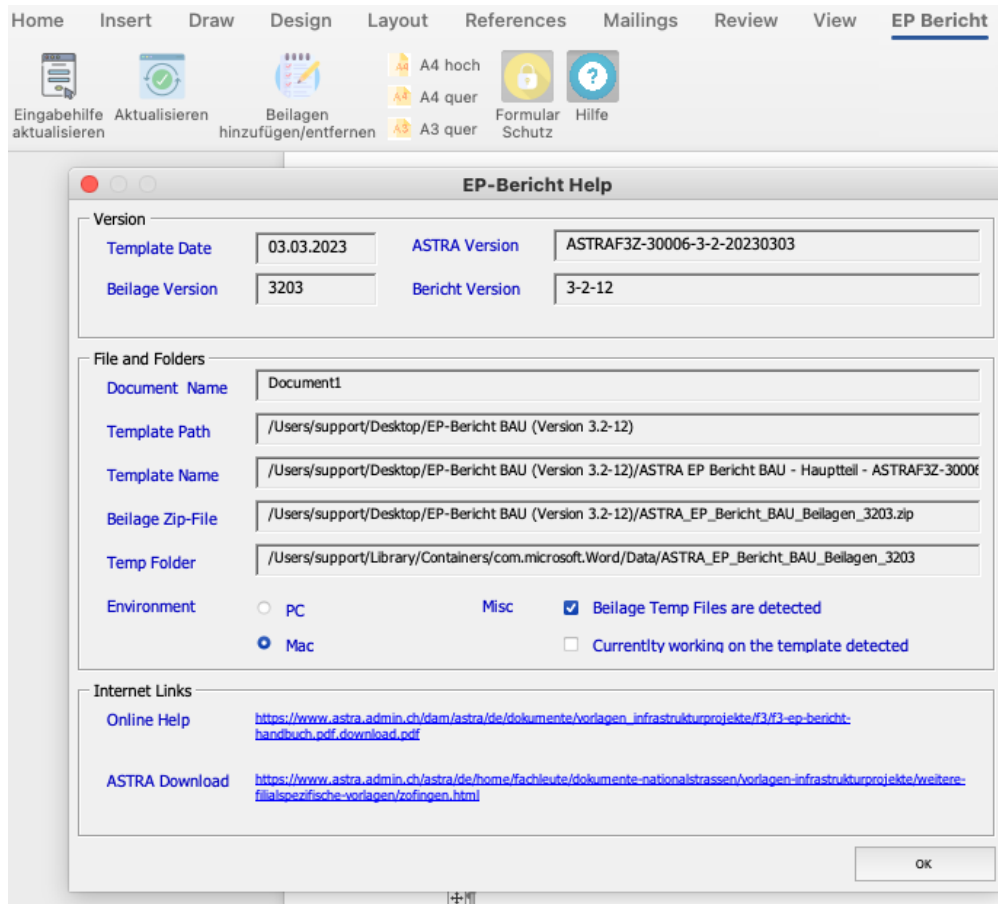 Home Insert Draw Design Layout References Mailings Review View EP Bericht
Eingabehilfe
aktualisieren
Aktualisieren
Beilagen
hinzufügen/entfernen
A4 A4 hoch
A4 A4 quer
A3 A3 quer
Formular
Schutz
? Hilfe
EP-Bericht Help
Version
Template Date 03.03.2023 ASTRA Version ASTRAF3Z-30006-3-2-20230303
Beilage Version 3203 Bericht Version 3-2-12
File and Folders
Document Name Document1
Template Path /Users/support/Desktop/EP-Bericht BAU (Version 3.2-12)
Template Name /Users/support/Desktop/EP-Bericht BAU (Version 3.2-12)/ASTRA EP Bericht BAU - Hauptteil - ASTRAF3Z-30006
Beilage Zip-File /Users/support/Desktop/EP-Bericht BAU (Version 3.2-12)/ASTRA_EP_Bericht_BAU_Beilagen_3203.zip
Temp Folder /Users/support/Library/Containers/com.microsoft.Word/Data/ASTRA_EP_Bericht_BAU_Beilagen_3203
Environment PC Misc Beilage Temp Files are detected
Mac Currentlty working on the template detected
Internet Links
Online Help https://www.astra.admin.ch/dam/astra/de/dokumente/vorlagen_infrastrukturprojekte/f3/f3-ep-bericht-
handbuch.pdf.download.pdf
ASTRA Download https://www.astra.admin.ch/astra/de/home/fachleute/dokumente-nationalstrassen/vorlagen-infrastrukturprojekte/weitere-
filialspezifische-vorlagen/zofingen.html
OK